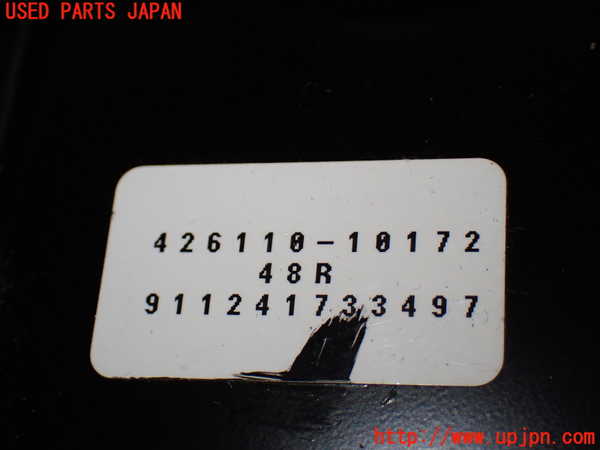 USED PARTS JAPAN
426110-10172
48R
911241733497
http://www.upjpn.com/